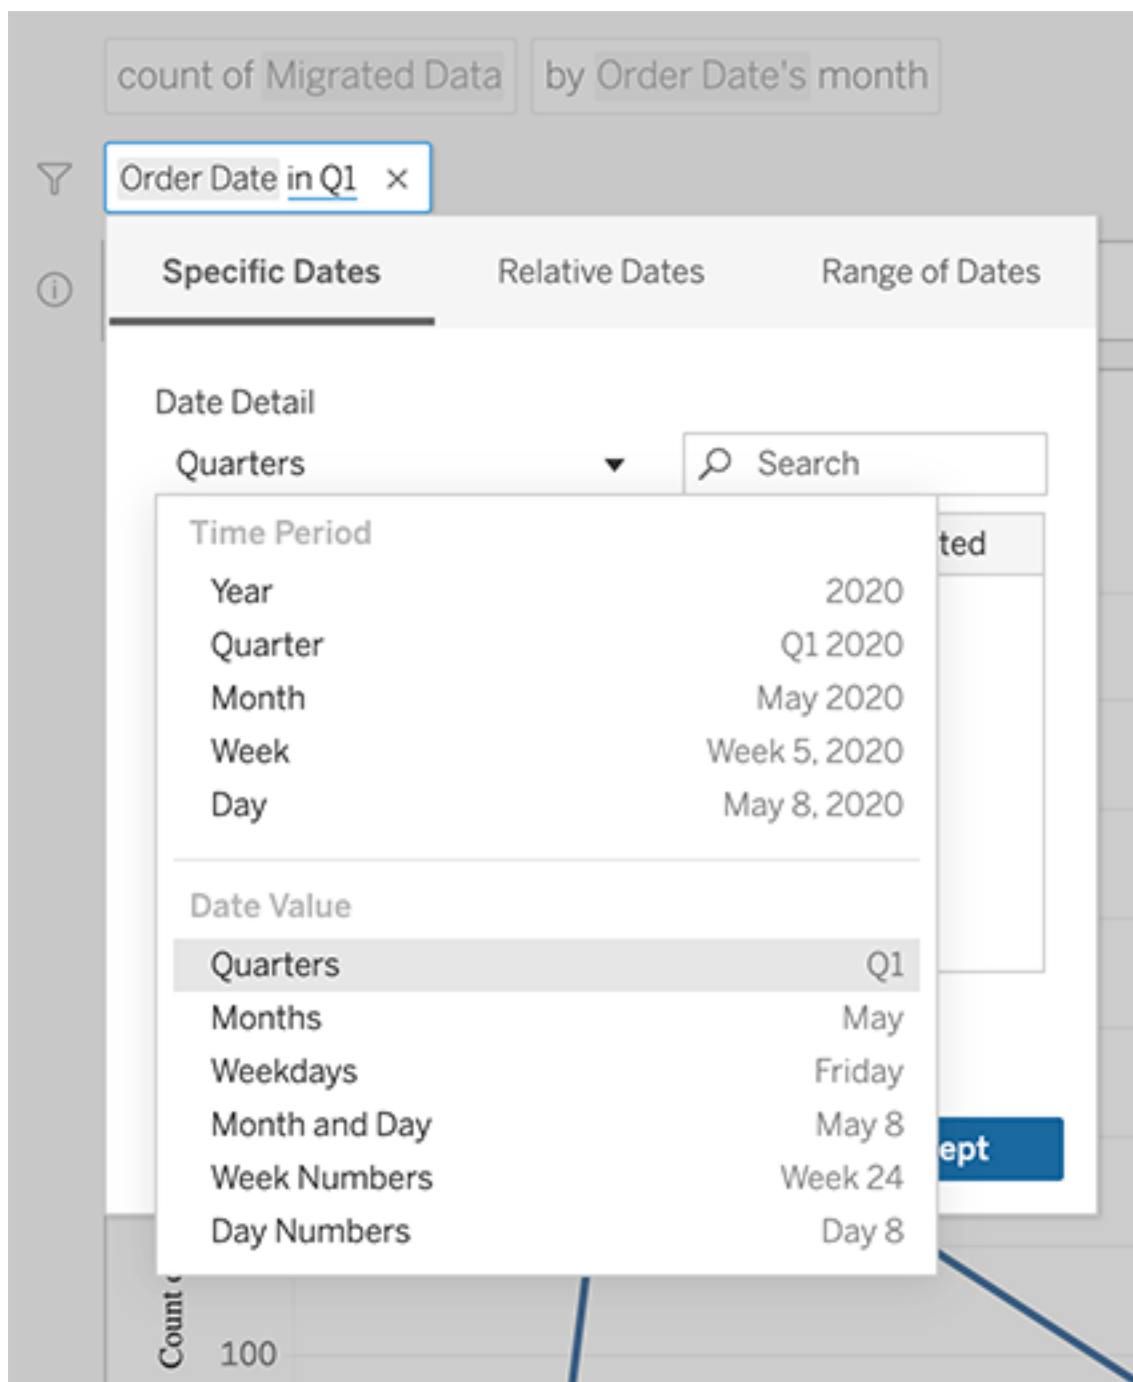 count of Migrated Data by Order Date's month
Order Date in Q1 ×
Specific Dates Relative Dates Range of Dates
Date Detail
Quarters Search
Time Period ted
Year 2020
Quarter Q1 2020
Month May 2020
Week Week 5, 2020
Day May 8, 2020
Date Value
Quarters Q1
Months May
Weekdays Friday
Month and Day May 8
ept
Week Numbers Week 24
Day Numbers Day 8
Count
100